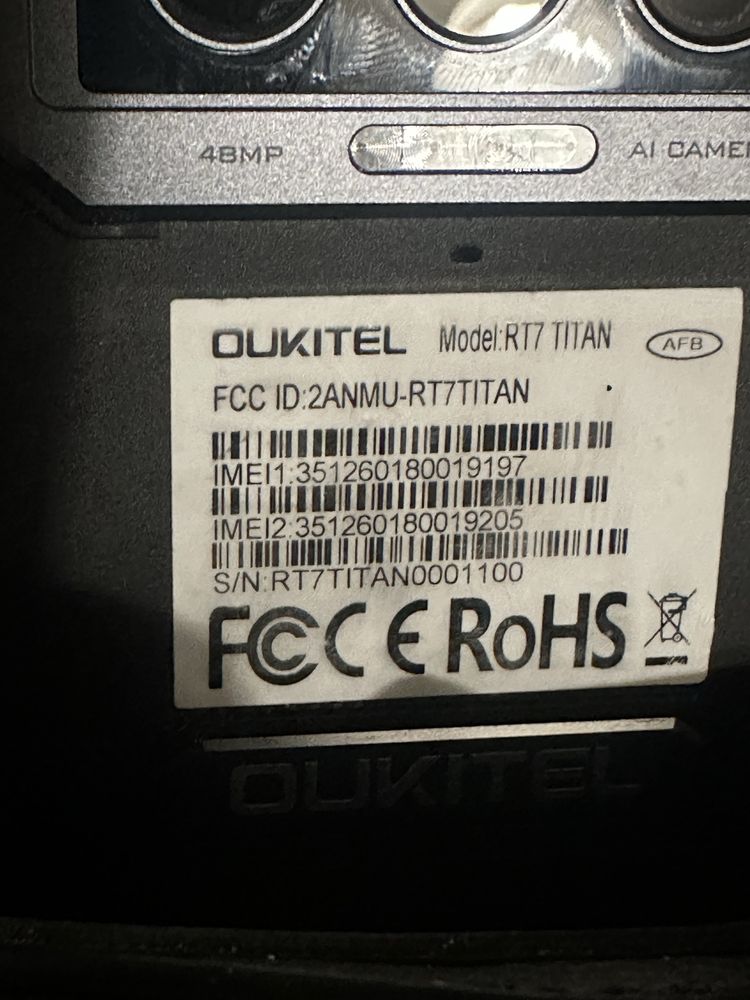 48MP
AI CAME
OUKITEL Model:RT7 TITAN AFB
FCC ID:2ANMU-RT7TITAN
IMEI1:351260180019197
IMEI2:351260180019205
S/N:RT7TITAN0001100
FC CE RoHS
OUKITEL